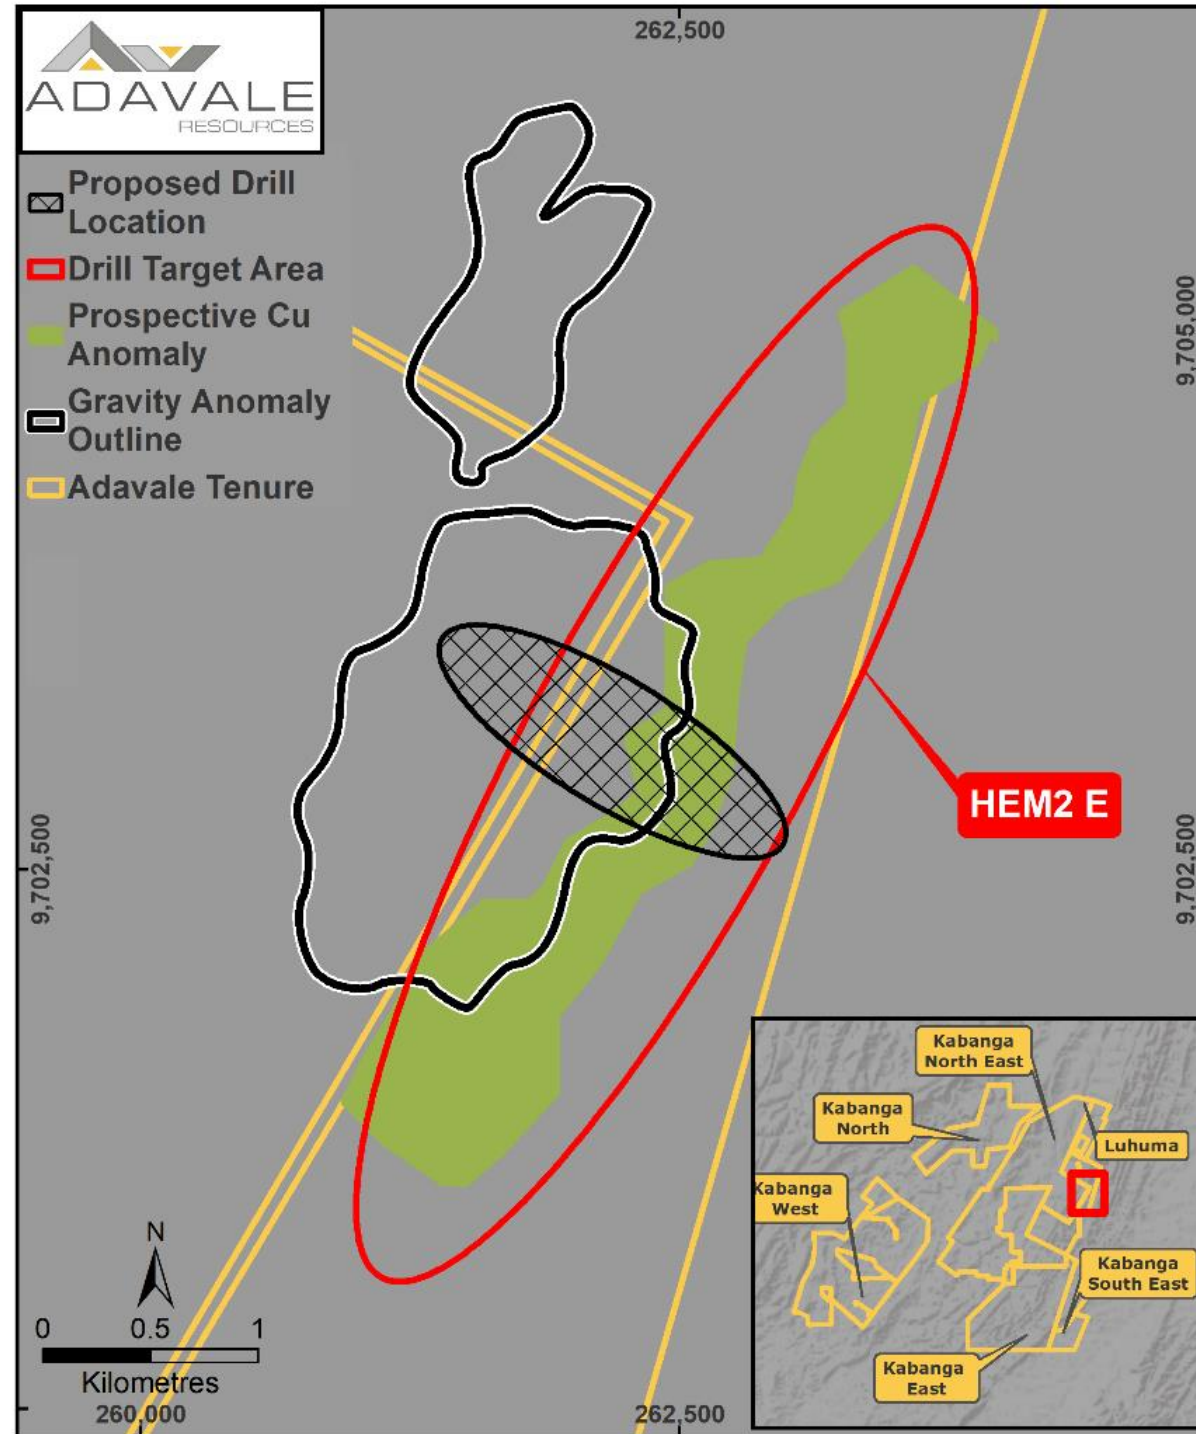 262,500
ADAVALE
RESOURCES
Proposed Drill
Location
Drill Target Area
Prospective Cu
Anomaly
Gravity Anomaly
Outline
Adavale Tenure
9,705,000
HEM2 E
9,702,500
9,702,500
Kabanga
North East
Kabanga
North
Luhuma
Kabanga
West
Kabanga
South East
Kabanga
East
N
0 0.5 1
Kilometres
260,000
262,500